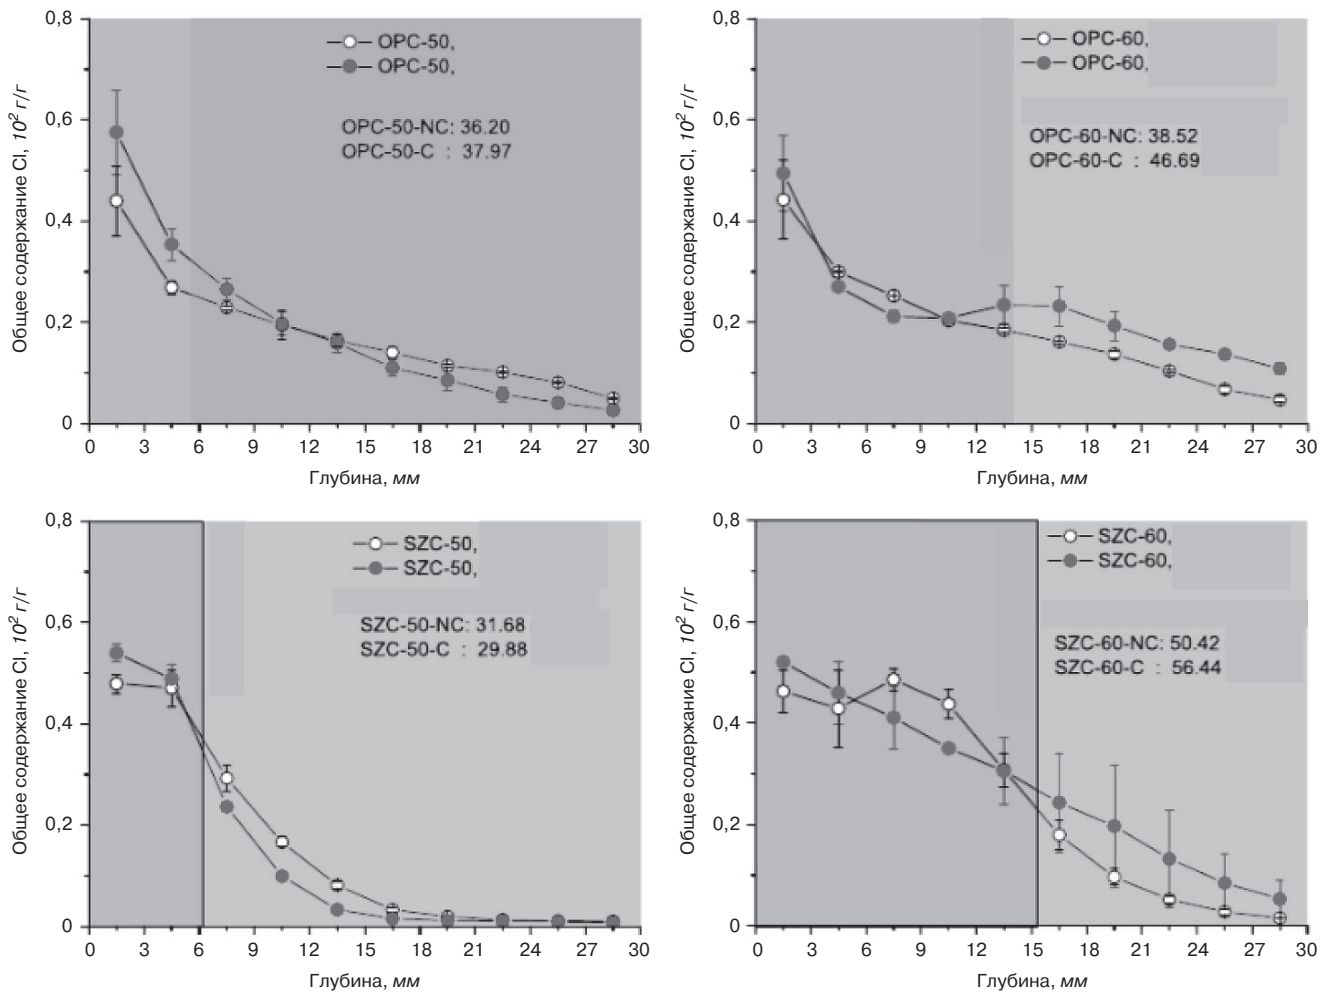 0,8
0,6
0,4
0,2
0
Общее содержание Cl, 10² г/г
OPC-50,
OPC-50,
OPC-50-NC: 36.20
OPC-50-C : 37.97
0 3 6 9 12 15 18 21 24 27 30
Глубина, мм
0,8
0,6
0,4
0,2
0
Общее содержание Cl, 10² г/г
OPC-60,
OPC-60,
OPC-60-NC: 38.52
OPC-60-C : 46.69
0 3 6 9 12 15 18 21 24 27 30
Глубина, мм
0,8
0,6
0,4
0,2
0
Общее содержание Cl, 10² г/г
SZC-50,
SZC-50,
SZC-50-NC: 31.68
SZC-50-C : 29.88
0 3 6 9 12 15 18 21 24 27 30
Глубина, мм
0,8
0,6
0,4
0,2
0
Общее содержание Cl, 10² г/г
SZC-60,
SZC-60,
SZC-60-NC: 50.42
SZC-60-C : 56.44
0 3 6 9 12 15 18 21 24 27 30
Глубина, мм